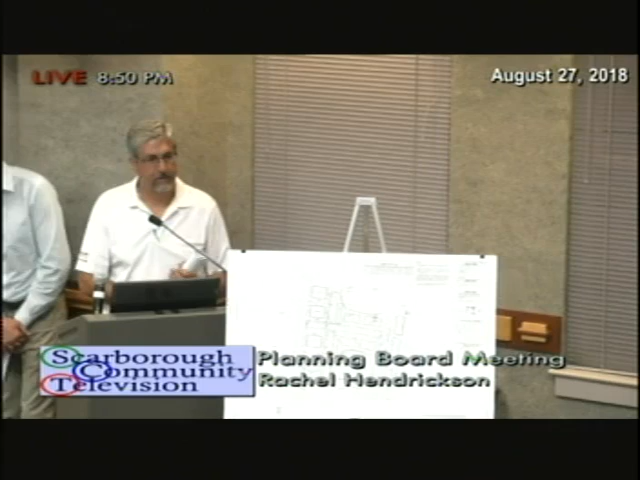 LIVE 8:50 PM
August 27, 2018
Scarborough
Community
Television
Planning Board Meeting
Rachel Hendrickson